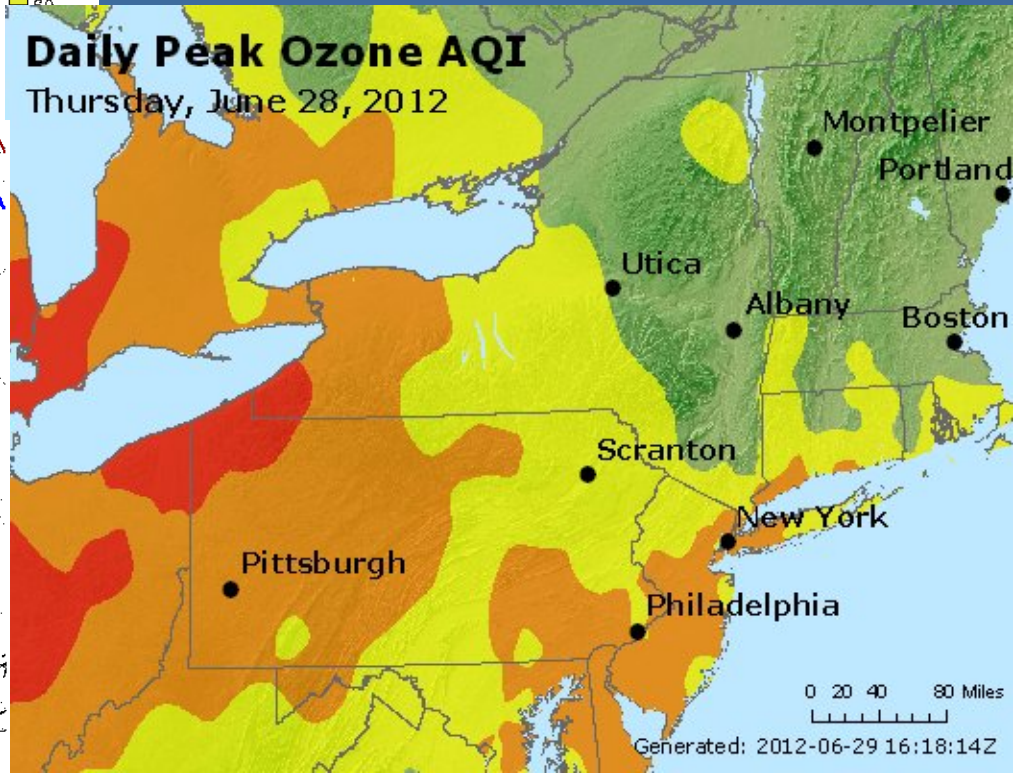 Daily Peak Ozone AQI
Thursday, June 28, 2012
Montpelier
Portland
Utica
Albany
Boston
Scranton
New York
Pittsburgh
Philadelphia
0 20 40 80 Miles
Generated: 2012-06-29 16:18:14Z